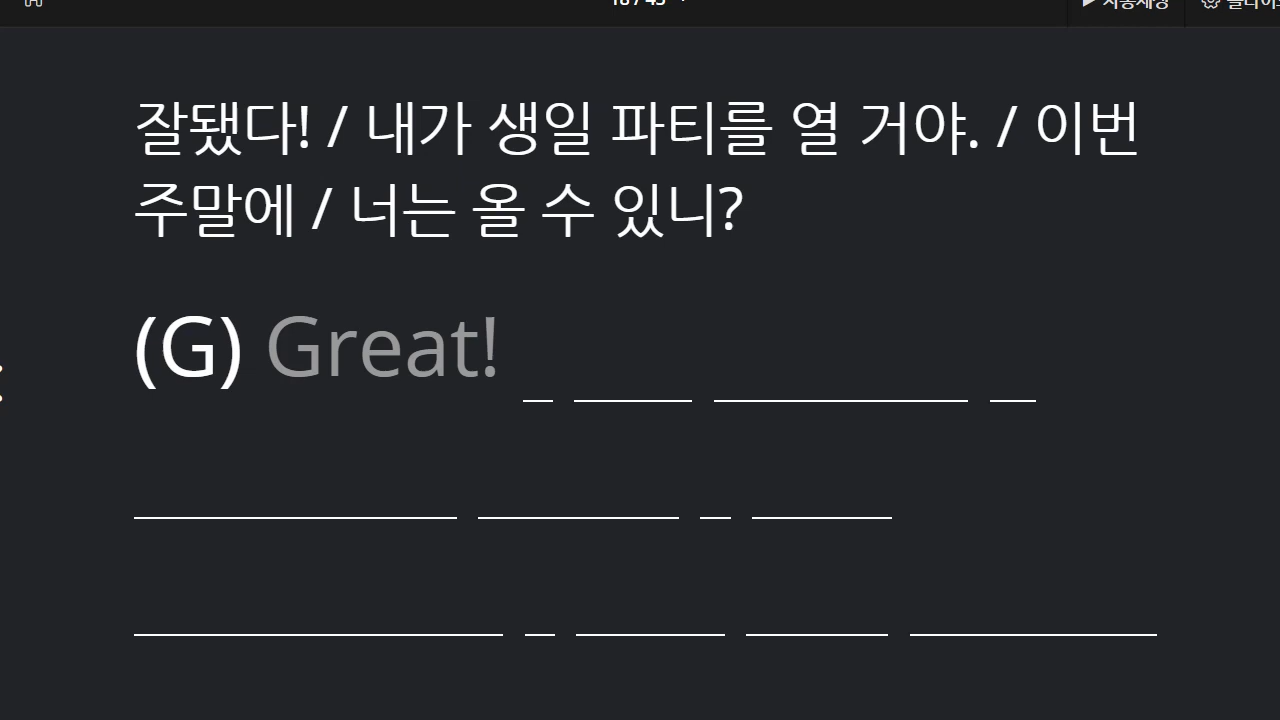 잘됐다! / 내가 생일 파티를 열 거야. / 이번
주말에 / 너는 올 수 있니?
(G) Great!